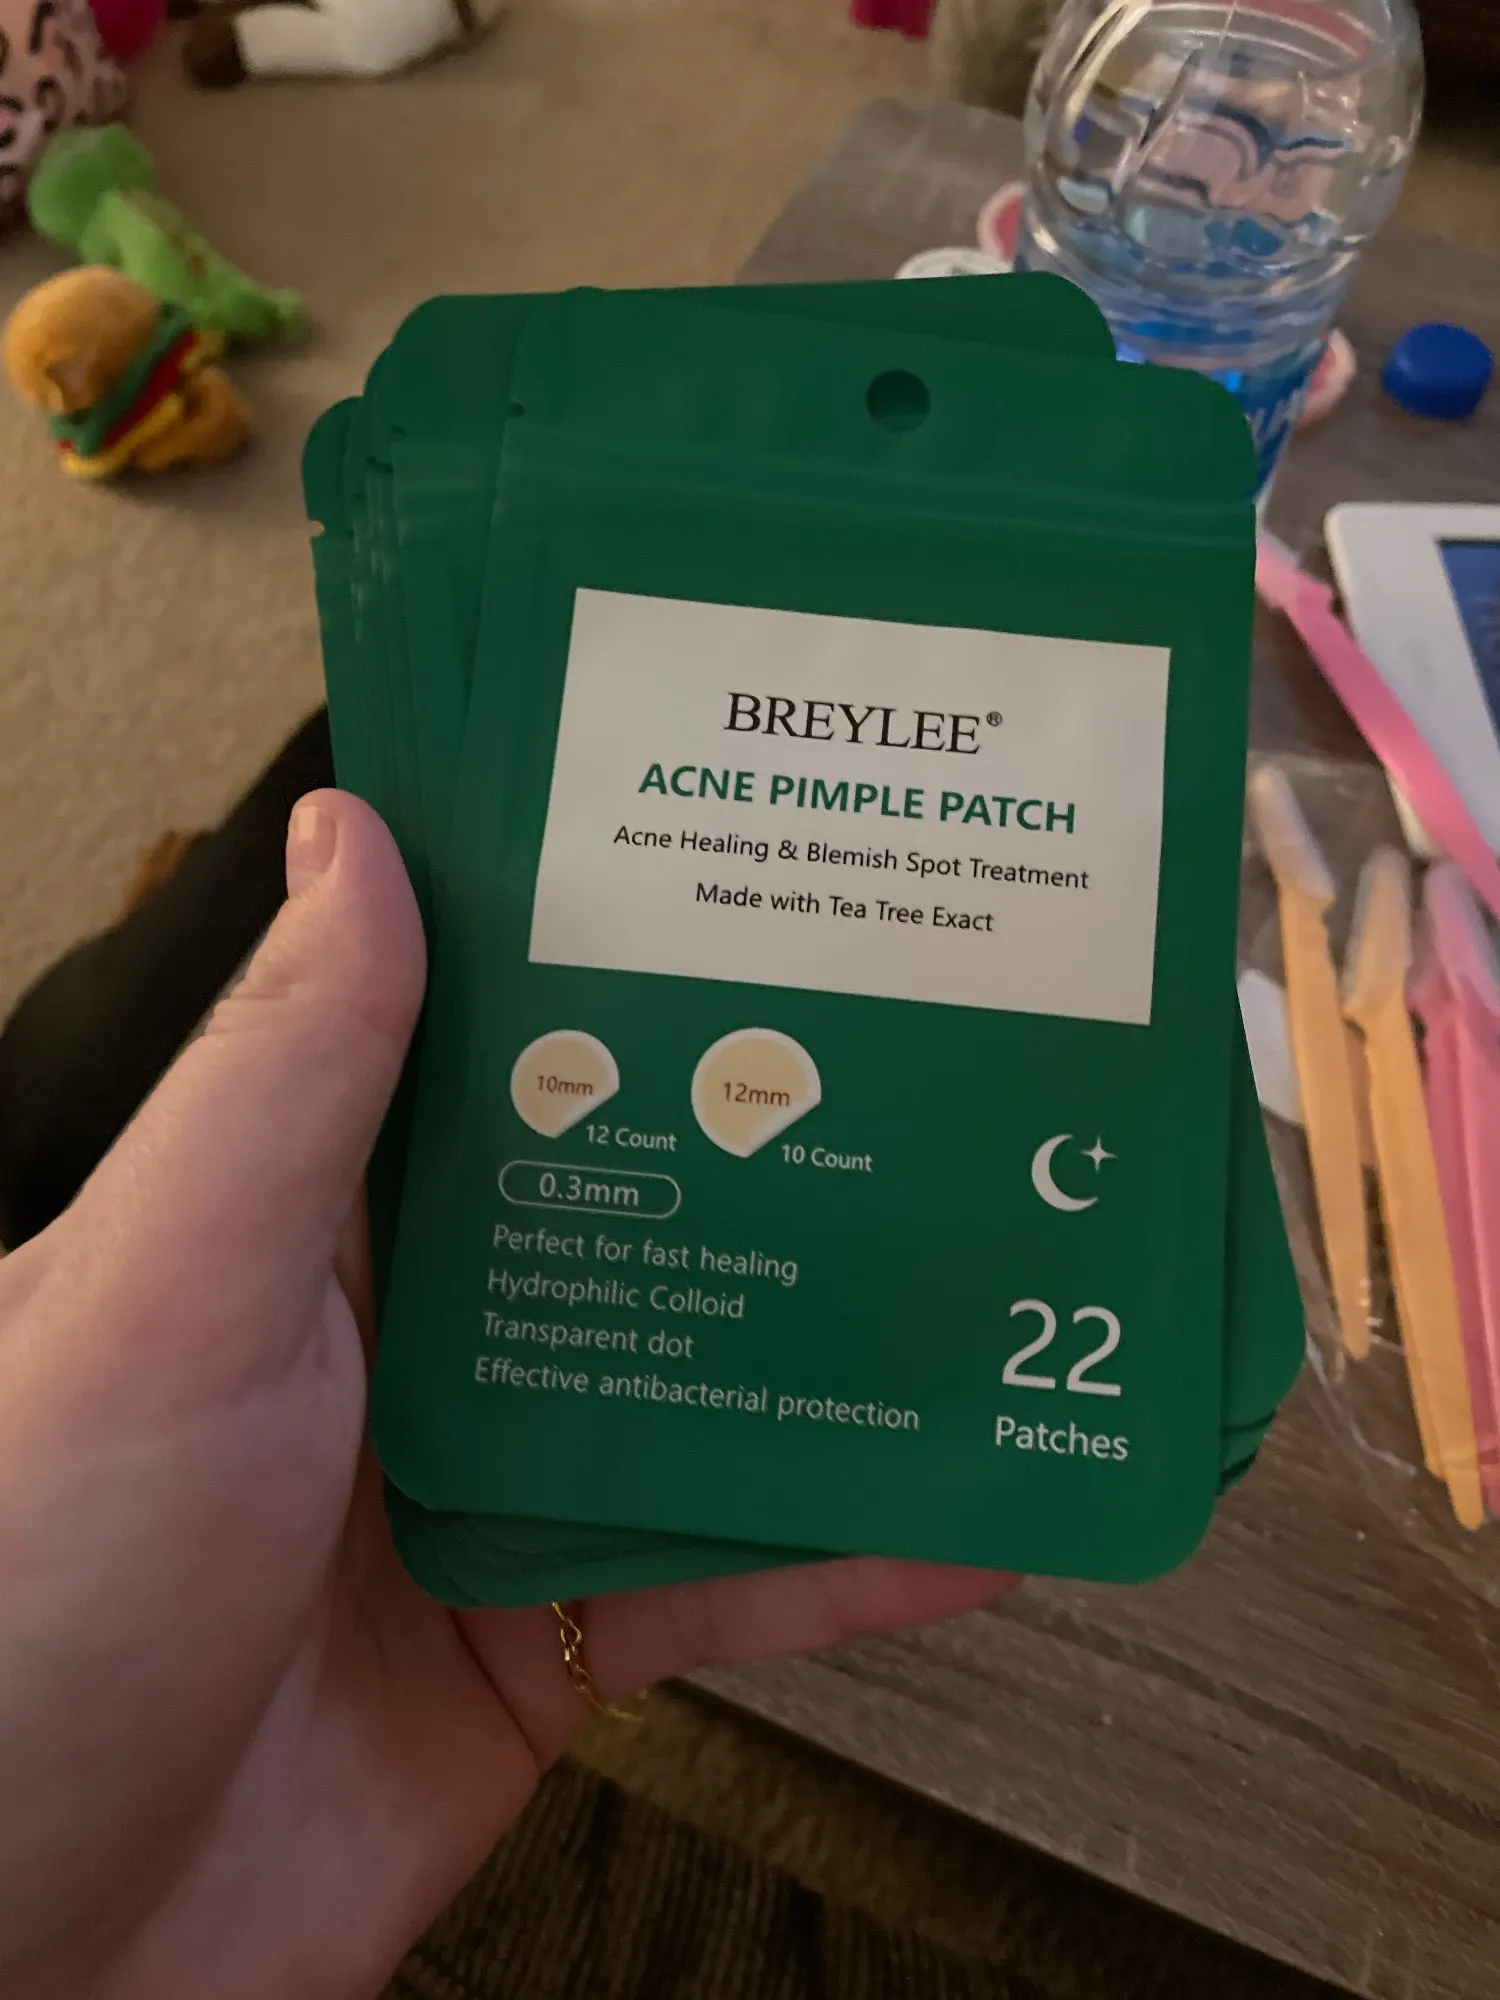 BREYLEE®
ACNE PIMPLE PATCH
Acne Healing & Blemish Spot Treatment
Made with Tea Tree Exact
10mm
12 Count
12mm
10 Count
0.3mm
Perfect for fast healing
Hydrophilic Colloid
Transparent dot
Effective antibacterial protection
22
Patches